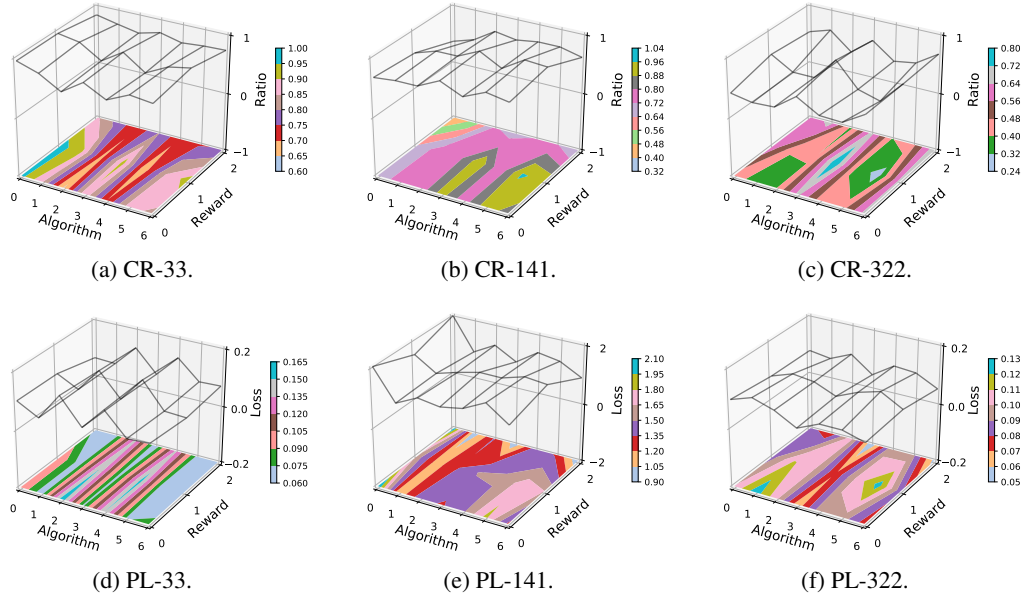 1
0
−1
Ratio
1.00
0.95
0.90
0.85
0.80
0.75
0.70
0.65
0.60
0 1 2 3 4 5 6
Algorithm
0 1 2
Reward
(a) CR-33.
1
0
−1
Ratio
1.04
0.96
0.88
0.80
0.72
0.64
0.56
0.48
0.40
0.32
0 1 2 3 4 5 6
Algorithm
0 1 2
Reward
(b) CR-141.
1
0
−1
Ratio
0.80
0.72
0.64
0.56
0.48
0.40
0.32
0.24
0 1 2 3 4 5 6
Algorithm
0 1 2
Reward
(c) CR-322.
0.2
0.0
−0.2
Loss
0.165
0.150
0.135
0.120
0.105
0.090
0.075
0.060
0 1 2 3 4 5 6
Algorithm
0 1 2
Reward
(d) PL-33.
2
0
−2
Loss
2.10
1.95
1.80
1.65
1.50
1.35
1.20
1.05
0.90
0 1 2 3 4 5 6
Algorithm
0 1 2
Reward
(e) PL-141.
0.2
0.0
−0.2
Loss
0.13
0.12
0.11
0.10
0.09
0.08
0.07
0.06
0.05
0 1 2 3 4 5 6
Algorithm
0 1 2
Reward
(f) PL-322.